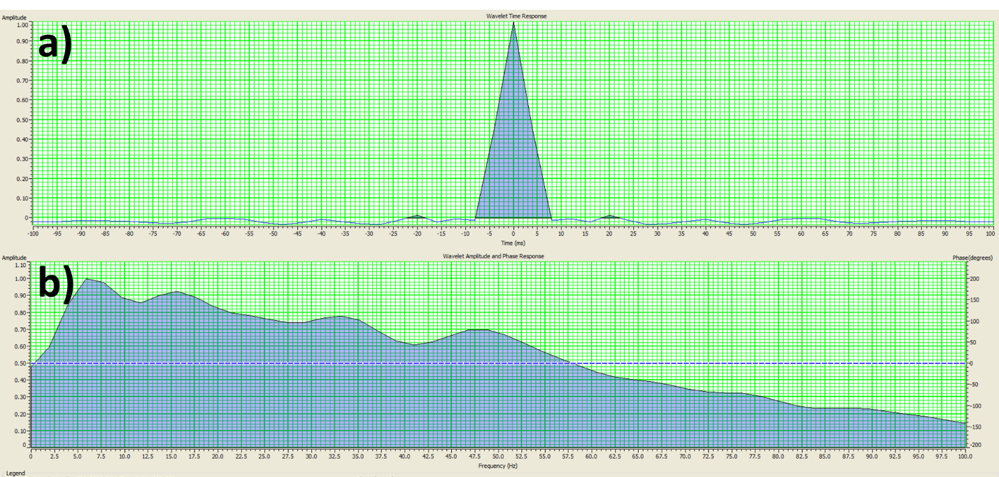 Wavelet Time Response
Amplitude
a)
1.00
0.90
0.80
0.70
0.60
0.50
0.40
0.30
0.20
0.10
0
-100 -95 -90 -85 -80 -75 -70 -65 -60 -55 -50 -45 -40 -35 -30 -25 -20 -15 -10 -5 0 5 10 15 20 25 30 35 40 45 50 55 60 65 70 75 80 85 90 95 100
Time (ms)
Wavelet Amplitude and Phase Response
Amplitude Phase(degrees)
b)
1.10
1.00 200
0.90 150
0.80
0.70 100
0.60 50
0.50 0
0.40 -50
0.30 -100
0.20
0.10 -150
0 -200
0 2.5 5.0 7.5 10.0 12.5 15.0 17.5 20.0 22.5 25.0 27.5 30.0 32.5 35.0 37.5 40.0 42.5 45.0 47.5 50.0 52.5 55.0 57.5 60.0 62.5 65.0 67.5 70.0 72.5 75.0 77.5 80.0 82.5 85.0 87.5 90.0 92.5 95.0 97.5 100.0
Frequency (Hz)
Legend